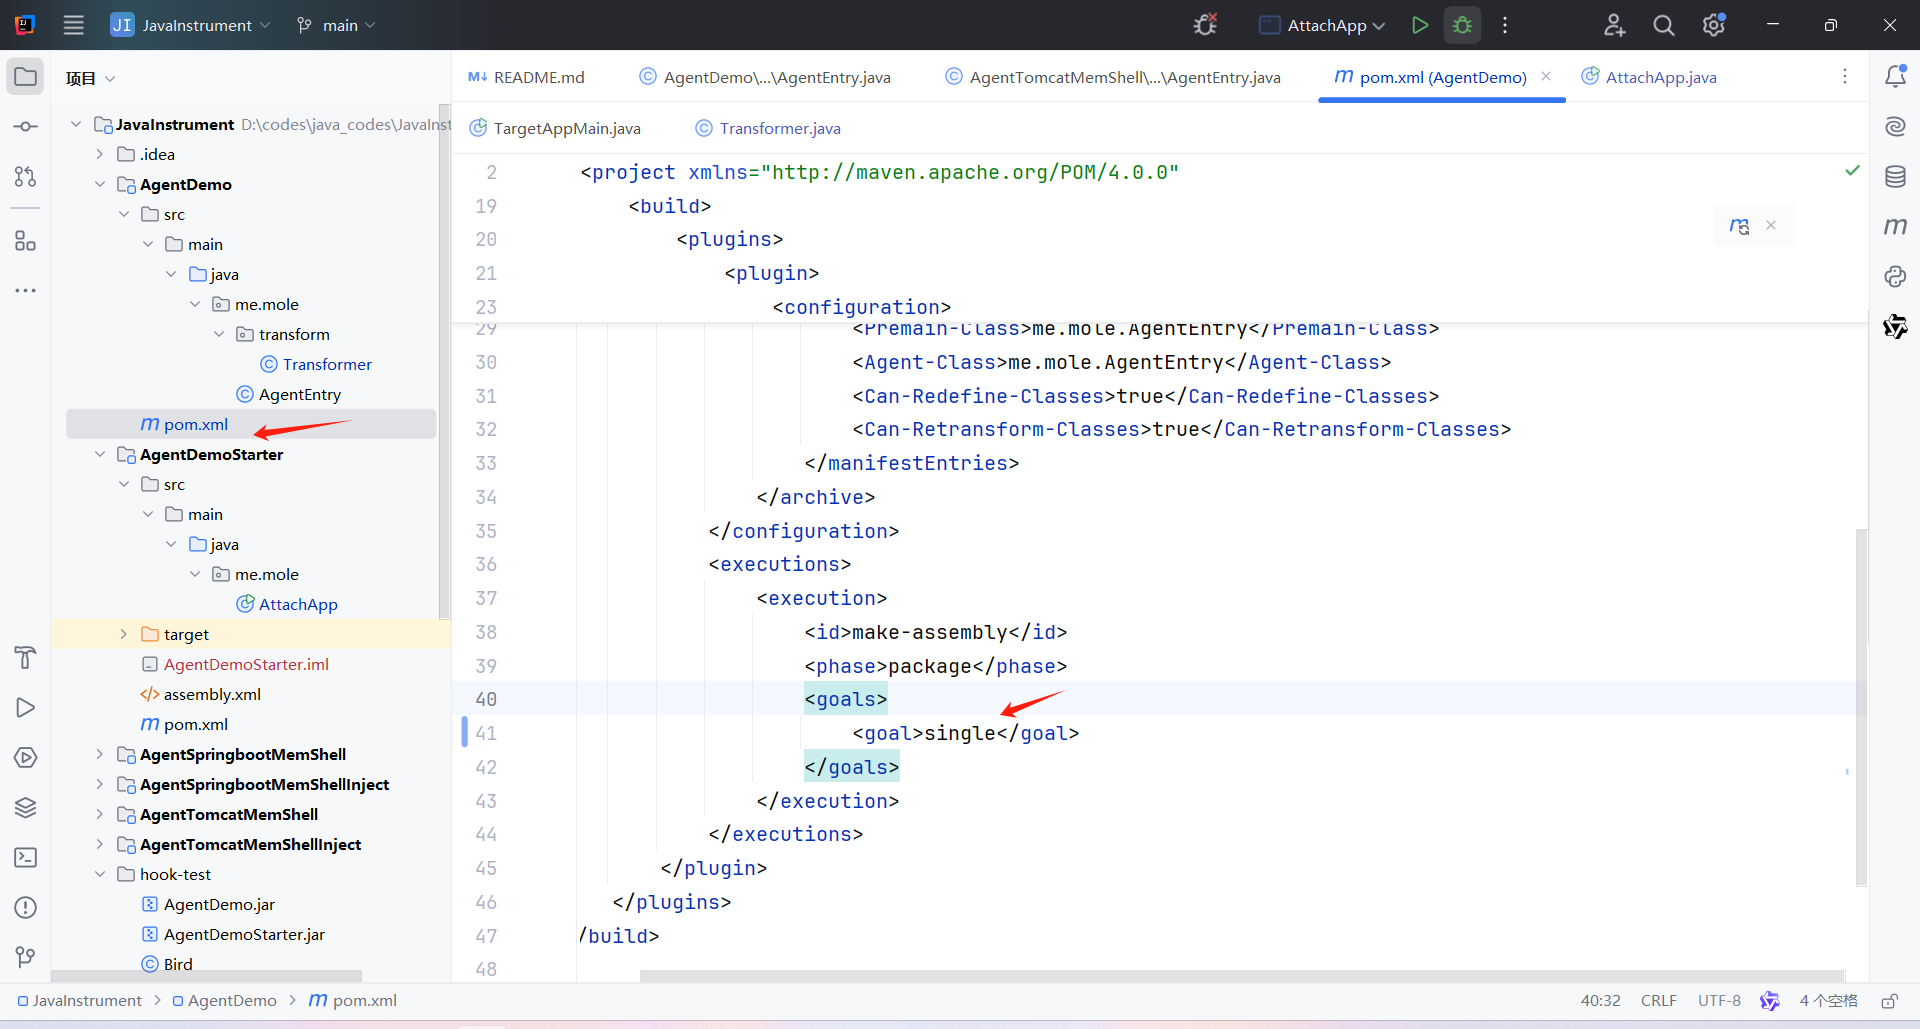 JI JavaInstrument main AttachApp
项目
README.md AgentDemo\...\AgentEntry.java AgentTomcatMemShell\...\AgentEntry.java pom.xml (AgentDemo) AttachApp.java
TargetAppMain.java Transformer.java
JavaInstrument D:\codes\java_codes\JavaInst
.idea
AgentDemo
src
main
java
me.mole
transform
Transformer
AgentEntry
pom.xml
AgentDemoStarter
src
main
java
me.mole
AttachApp
target
AgentDemoStarter.iml
assembly.xml
pom.xml
AgentSpringbootMemShell
AgentSpringbootMemShellInject
AgentTomcatMemShell
AgentTomcatMemShellInject
hook-test
AgentDemo.jar
AgentDemoStarter.jar
Bird
2 <project xmlns="http://maven.apache.org/POM/4.0.0"
19 <build>
20 <plugins>
21 <plugin>
23 <configuration>
29 <Premain-Class>me.mole.AgentEntry</Premain-Class>
30 <Agent-Class>me.mole.AgentEntry</Agent-Class>
31 <Can-Redefine-Classes>true</Can-Redefine-Classes>
32 <Can-Retransform-Classes>true</Can-Retransform-Classes>
33 </manifestEntries>
34 </archive>
35 </configuration>
36 <executions>
37 <execution>
38 <id>make-assembly</id>
39 <phase>package</phase>
40 <goals>
41 <goal>single</goal>
42 </goals>
43 </execution>
44 </executions>
45 </plugin>
46 </plugins>
47 /build>
48
JavaInstrument > AgentDemo > pom.xml 40:32 CRLF UTF-8 4 个空格